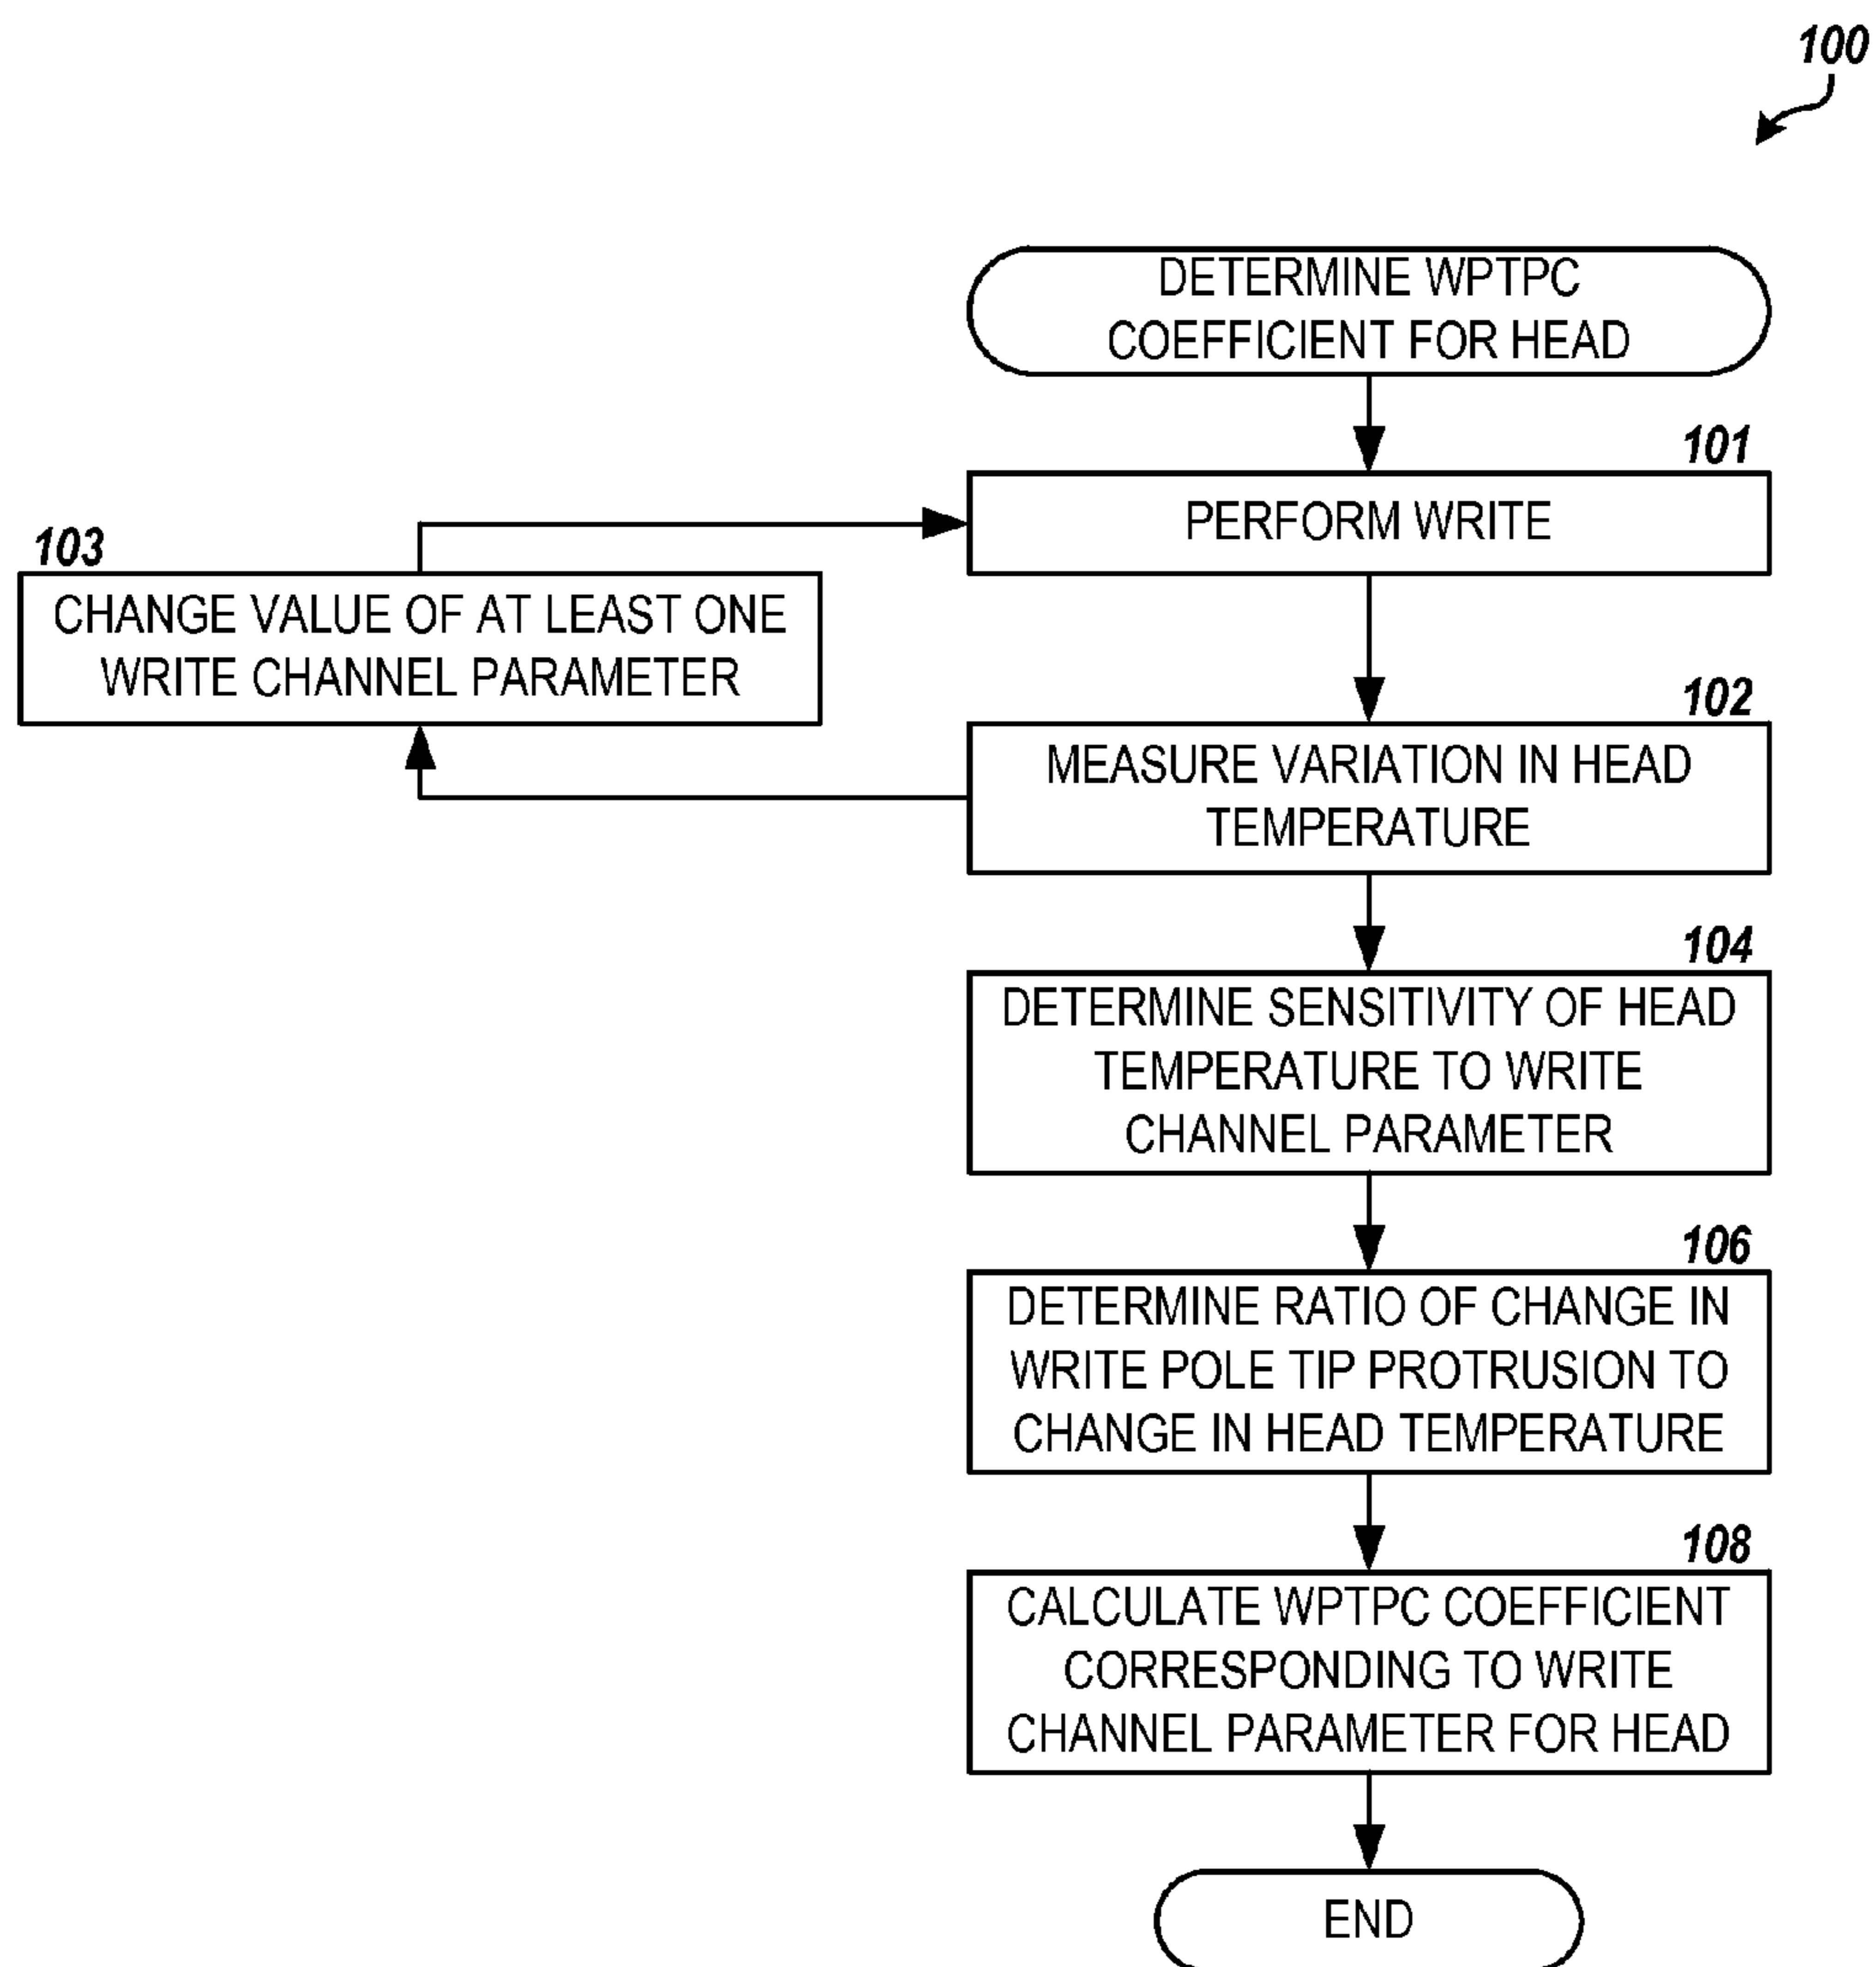 100
DETERMINE WPTPC
COEFFICIENT FOR HEAD
101
PERFORM WRITE
103
CHANGE VALUE OF AT LEAST ONE
WRITE CHANNEL PARAMETER
102
MEASURE VARIATION IN HEAD
TEMPERATURE
104
DETERMINE SENSITIVITY OF HEAD
TEMPERATURE TO WRITE
CHANNEL PARAMETER
106
DETERMINE RATIO OF CHANGE IN
WRITE POLE TIP PROTRUSION TO
CHANGE IN HEAD TEMPERATURE
108
CALCULATE WPTPC COEFFICIENT
CORRESPONDING TO WRITE
CHANNEL PARAMETER FOR HEAD
END